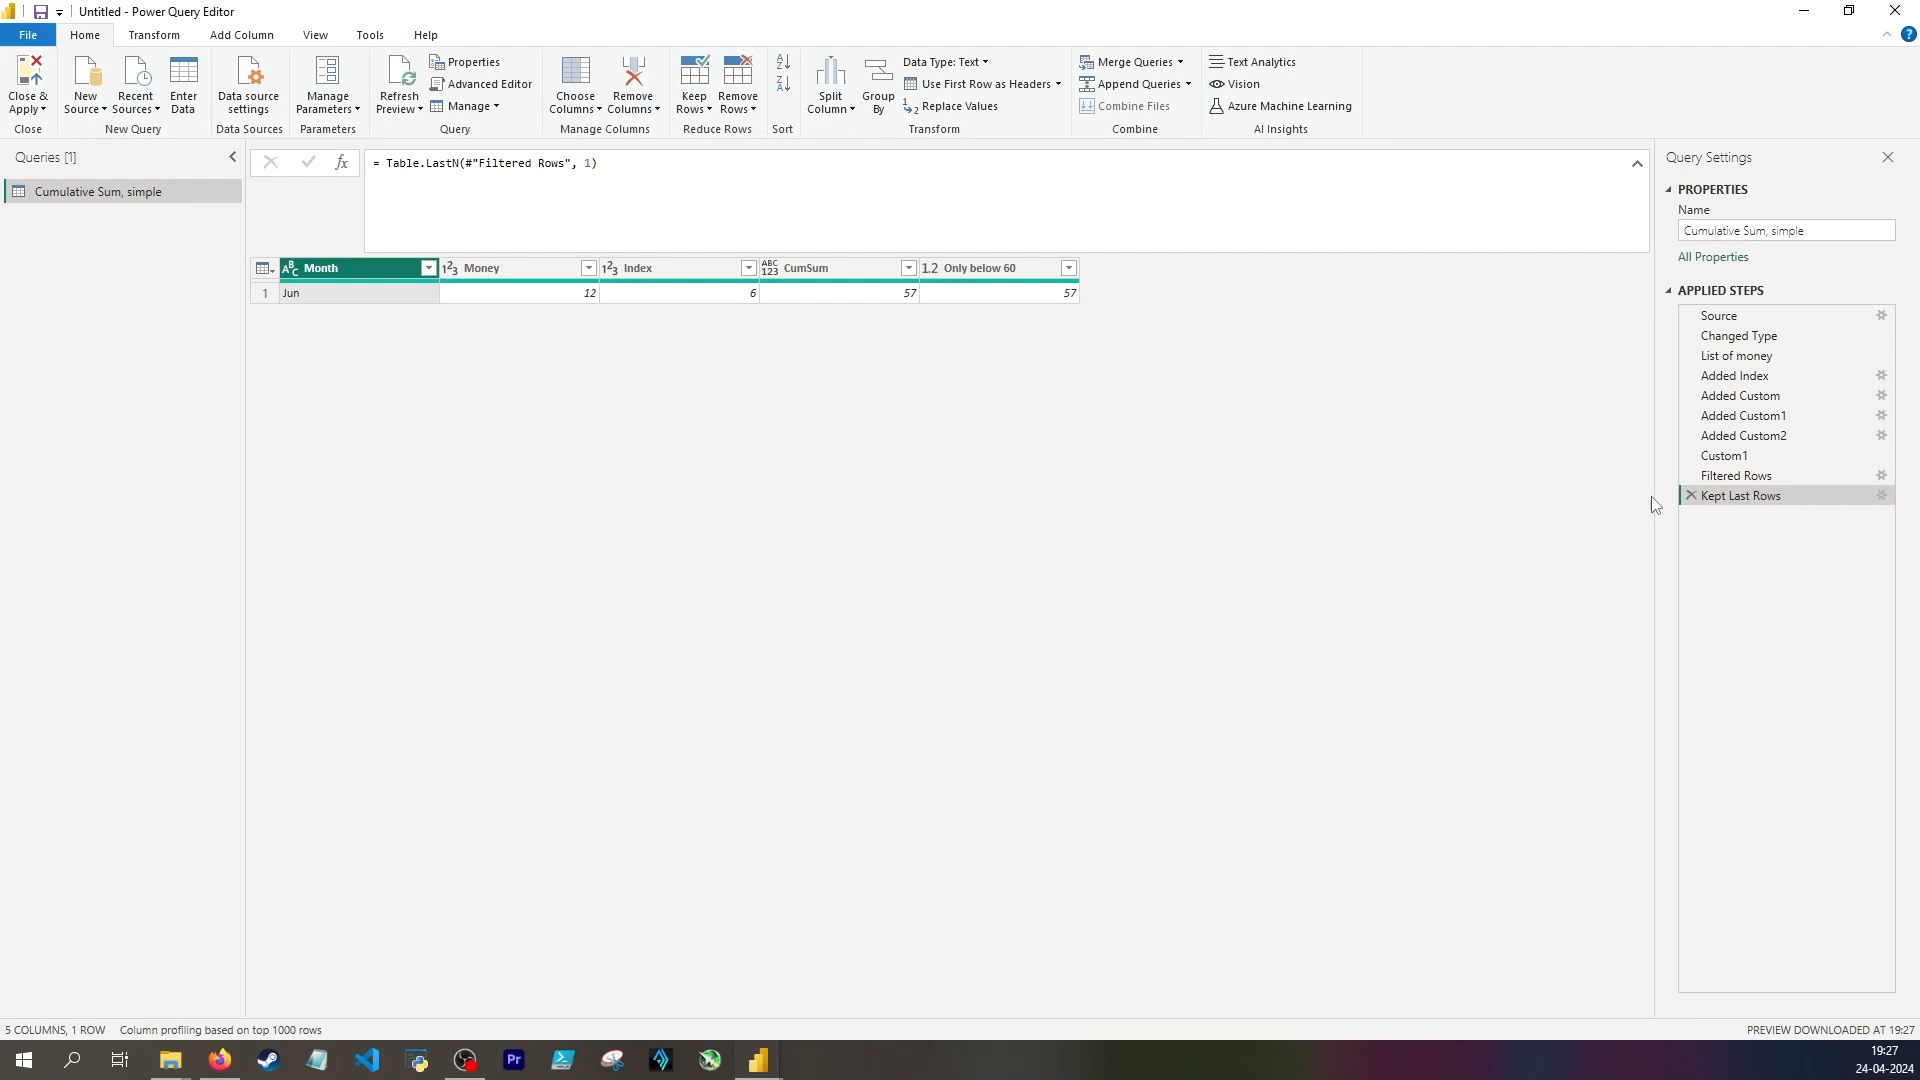 Untitled - Power Query Editor
File
Home
Transform
Add Column
View
Tools
Help
Close &
Apply
Close
New
Source
Recent
Sources
Enter
Data
New Query
Data source
settings
Data Sources
Manage
Parameters
Parameters
Refresh
Preview
Properties
Advanced Editor
Manage
Query
Choose
Columns
Remove
Columns
Manage Columns
Keep
Rows
Remove
Rows
Reduce Rows
Sort
Split
Column
Group
By
Data Type: Text
Use First Row as Headers
Replace Values
Transform
Merge Queries
Append Queries
Combine Files
Combine
Text Analytics
Vision
Azure Machine Learning
AI Insights
Queries [1]
Cumulative Sum, simple
= Table.LastN(#"Filtered Rows", 1)
Month
Money
Index
CumSum
Only below 60
1 Jun 12 6 57 57
Query Settings
PROPERTIES
Name
Cumulative Sum, simple
All Properties
APPLIED STEPS
Source
Changed Type
List of money
Added Index
Added Custom
Added Custom1
Added Custom2
Custom1
Filtered Rows
Kept Last Rows
5 COLUMNS, 1 ROW Column profiling based on top 1000 rows
PREVIEW DOWNLOADED AT 19:27
Pr
19:27
24-04-2024